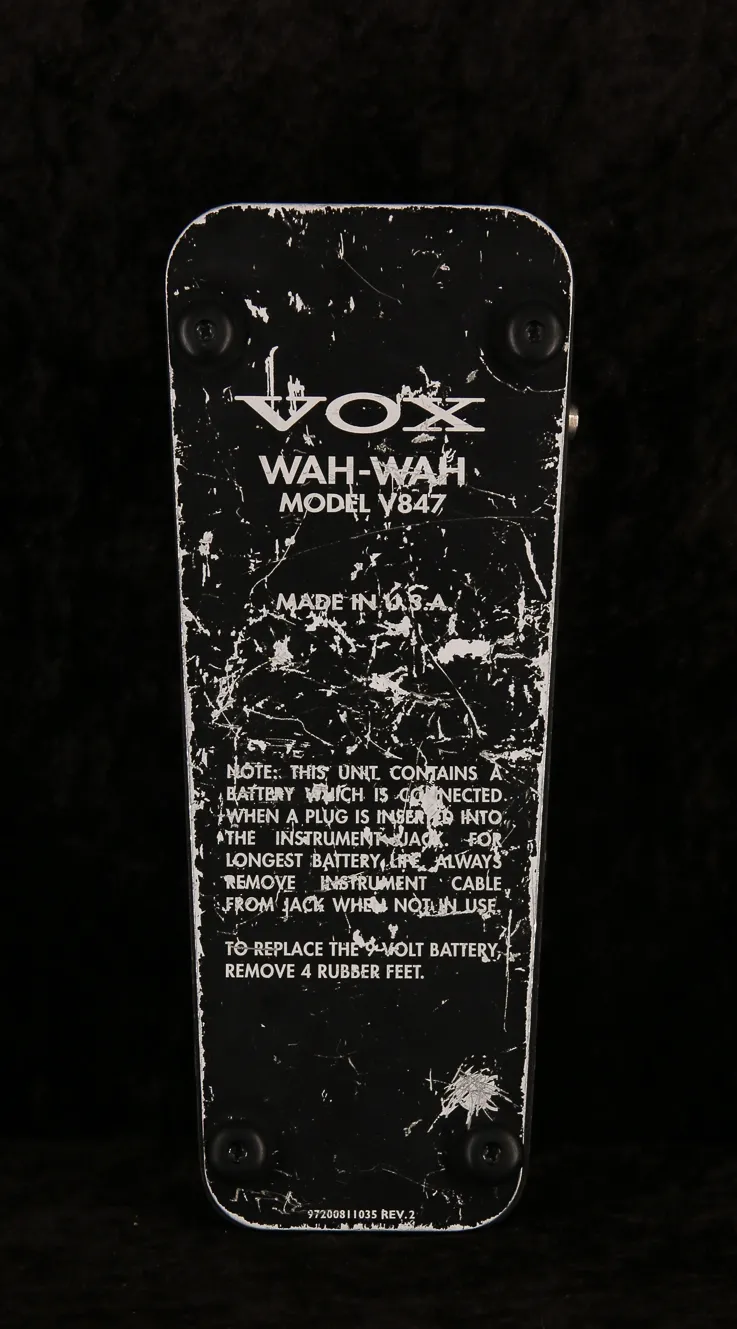 VOX
WAH-WAH
MODEL V847
MADE IN U.S.A.
NOTE: THIS UNIT CONTAINS A
BATTERY WHICH IS CONNECTED
WHEN A PLUG IS INSERTED INTO
THE INSTRUMENT JACK. FOR
LONGEST BATTERY LIFE, ALWAYS
REMOVE INSTRUMENT CABLE
FROM JACK WHEN NOT IN USE.
TO REPLACE THE 9-VOLT BATTERY,
REMOVE 4 RUBBER FEET.
97200811035 REV.2